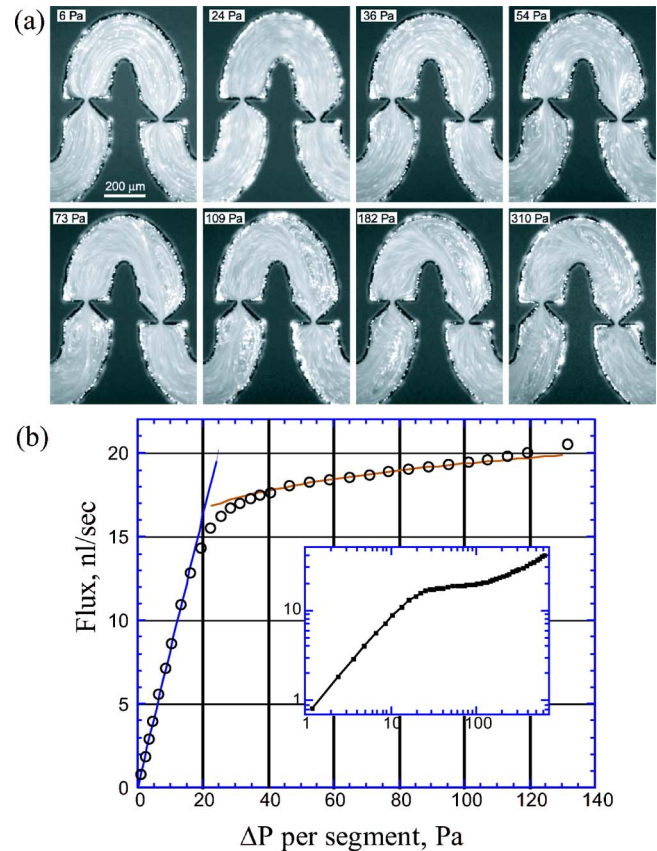 (a)
6 Pa 24 Pa 36 Pa 54 Pa
200 μm
73 Pa 109 Pa 182 Pa 310 Pa
(b)
Flux, nl/sec
20
15
10
5
0
0 20 40 60 80 100 120 140
10
1
1 10 100
ΔP per segment, Pa